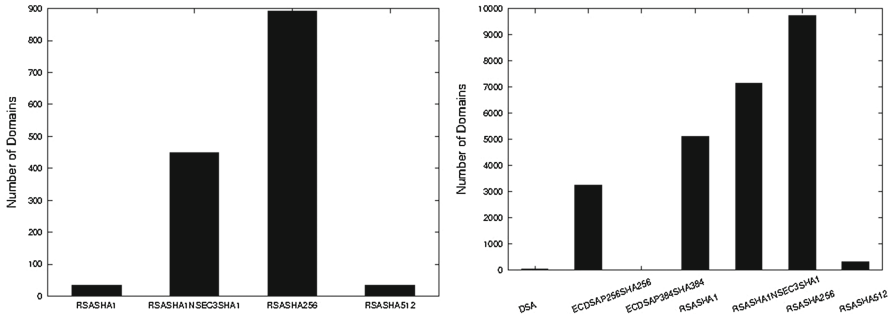 900
800
700
600
500
400
300
200
100
0
Number of Domains
RSASHA1
RSASHA1NSEC3SHA1
RSASHA256
RSASHA512
10000
9000
8000
7000
6000
5000
4000
3000
2000
1000
0
Number of Domains
DSA
ECDSAP256SHA256
ECDSAP384SHA384
RSASHA1
RSASHA1NSEC3SHA1
RSASHA256
RSASHA512